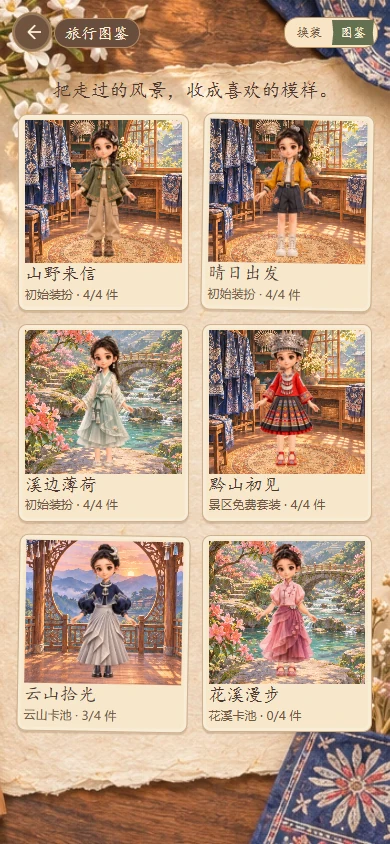 旅行图鉴
换装
图鉴
把走过的风景，收成喜欢的模样。
山野来信
初始装扮 · 4/4 件
晴日出发
初始装扮 · 4/4 件
溪边薄荷
初始装扮 · 4/4 件
黔山初见
景区免费套装 · 4/4 件
云山拾光
云山卡池 · 3/4 件
花溪漫步
花溪卡池 · 0/4 件